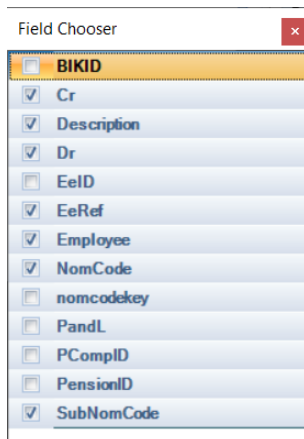 Field Chooser
BIKID
Cr
Description
Dr
EeID
EeRef
Employee
NomCode
nomcodekey
PandL
PCompID
PensionID
SubNomCode